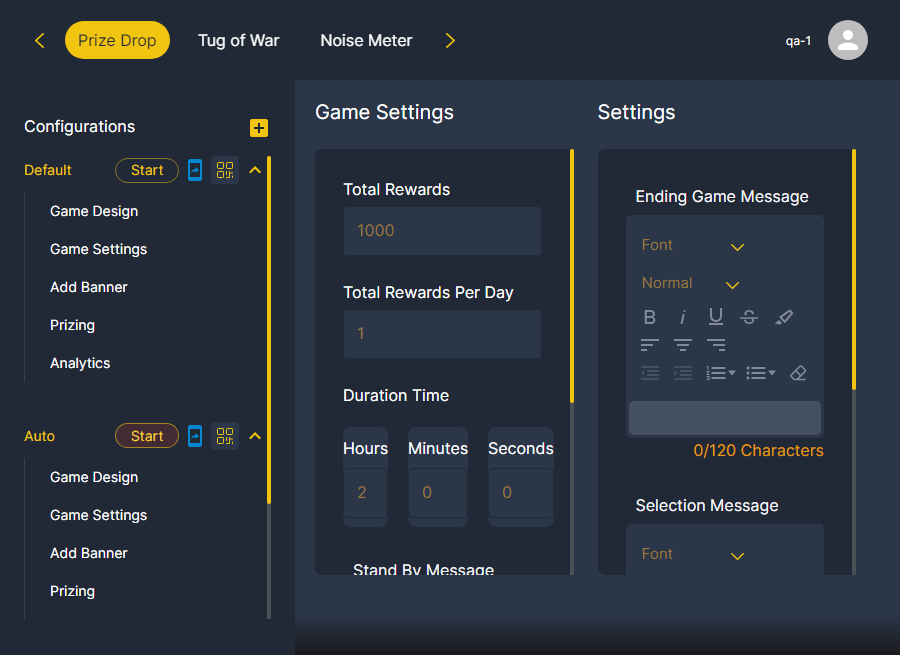 Prize Drop Tug of War Noise Meter qa-1
Configurations
Default Start
Game Design
Game Settings
Add Banner
Prizing
Analytics
Auto Start
Game Design
Game Settings
Add Banner
Prizing
Game Settings
Total Rewards
1000
Total Rewards Per Day
1
Duration Time
Hours Minutes Seconds
2 0 0
Stand By Message
Settings
Ending Game Message
Font
Normal
B i U S
0/120 Characters
Selection Message
Font